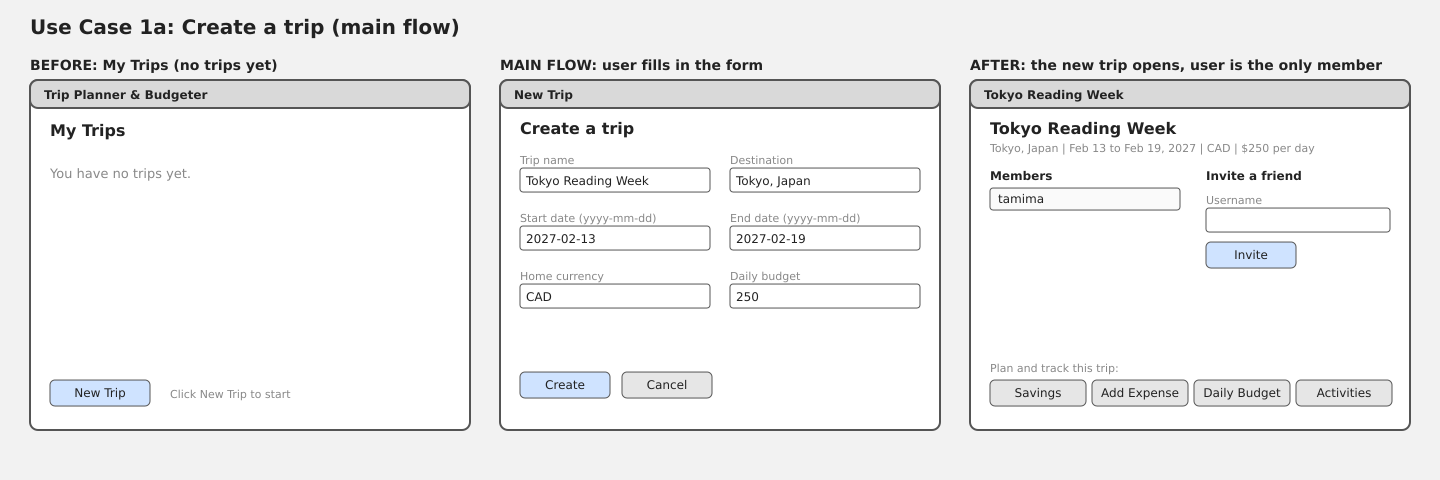 Use Case 1a: Create a trip (main flow)
BEFORE: My Trips (no trips yet)
Trip Planner & Budgeter
My Trips
You have no trips yet.
New Trip
Click New Trip to start
MAIN FLOW: user fills in the form
New Trip
Create a trip
Trip name
Tokyo Reading Week
Destination
Tokyo, Japan
Start date (yyyy-mm-dd)
2027-02-13
End date (yyyy-mm-dd)
2027-02-19
Home currency
CAD
Daily budget
250
Create
Cancel
AFTER: the new trip opens, user is the only member
Tokyo Reading Week
Tokyo Reading Week
Tokyo, Japan | Feb 13 to Feb 19, 2027 | CAD | $250 per day
Members
tamima
Invite a friend
Username
Invite
Plan and track this trip:
Savings
Add Expense
Daily Budget
Activities